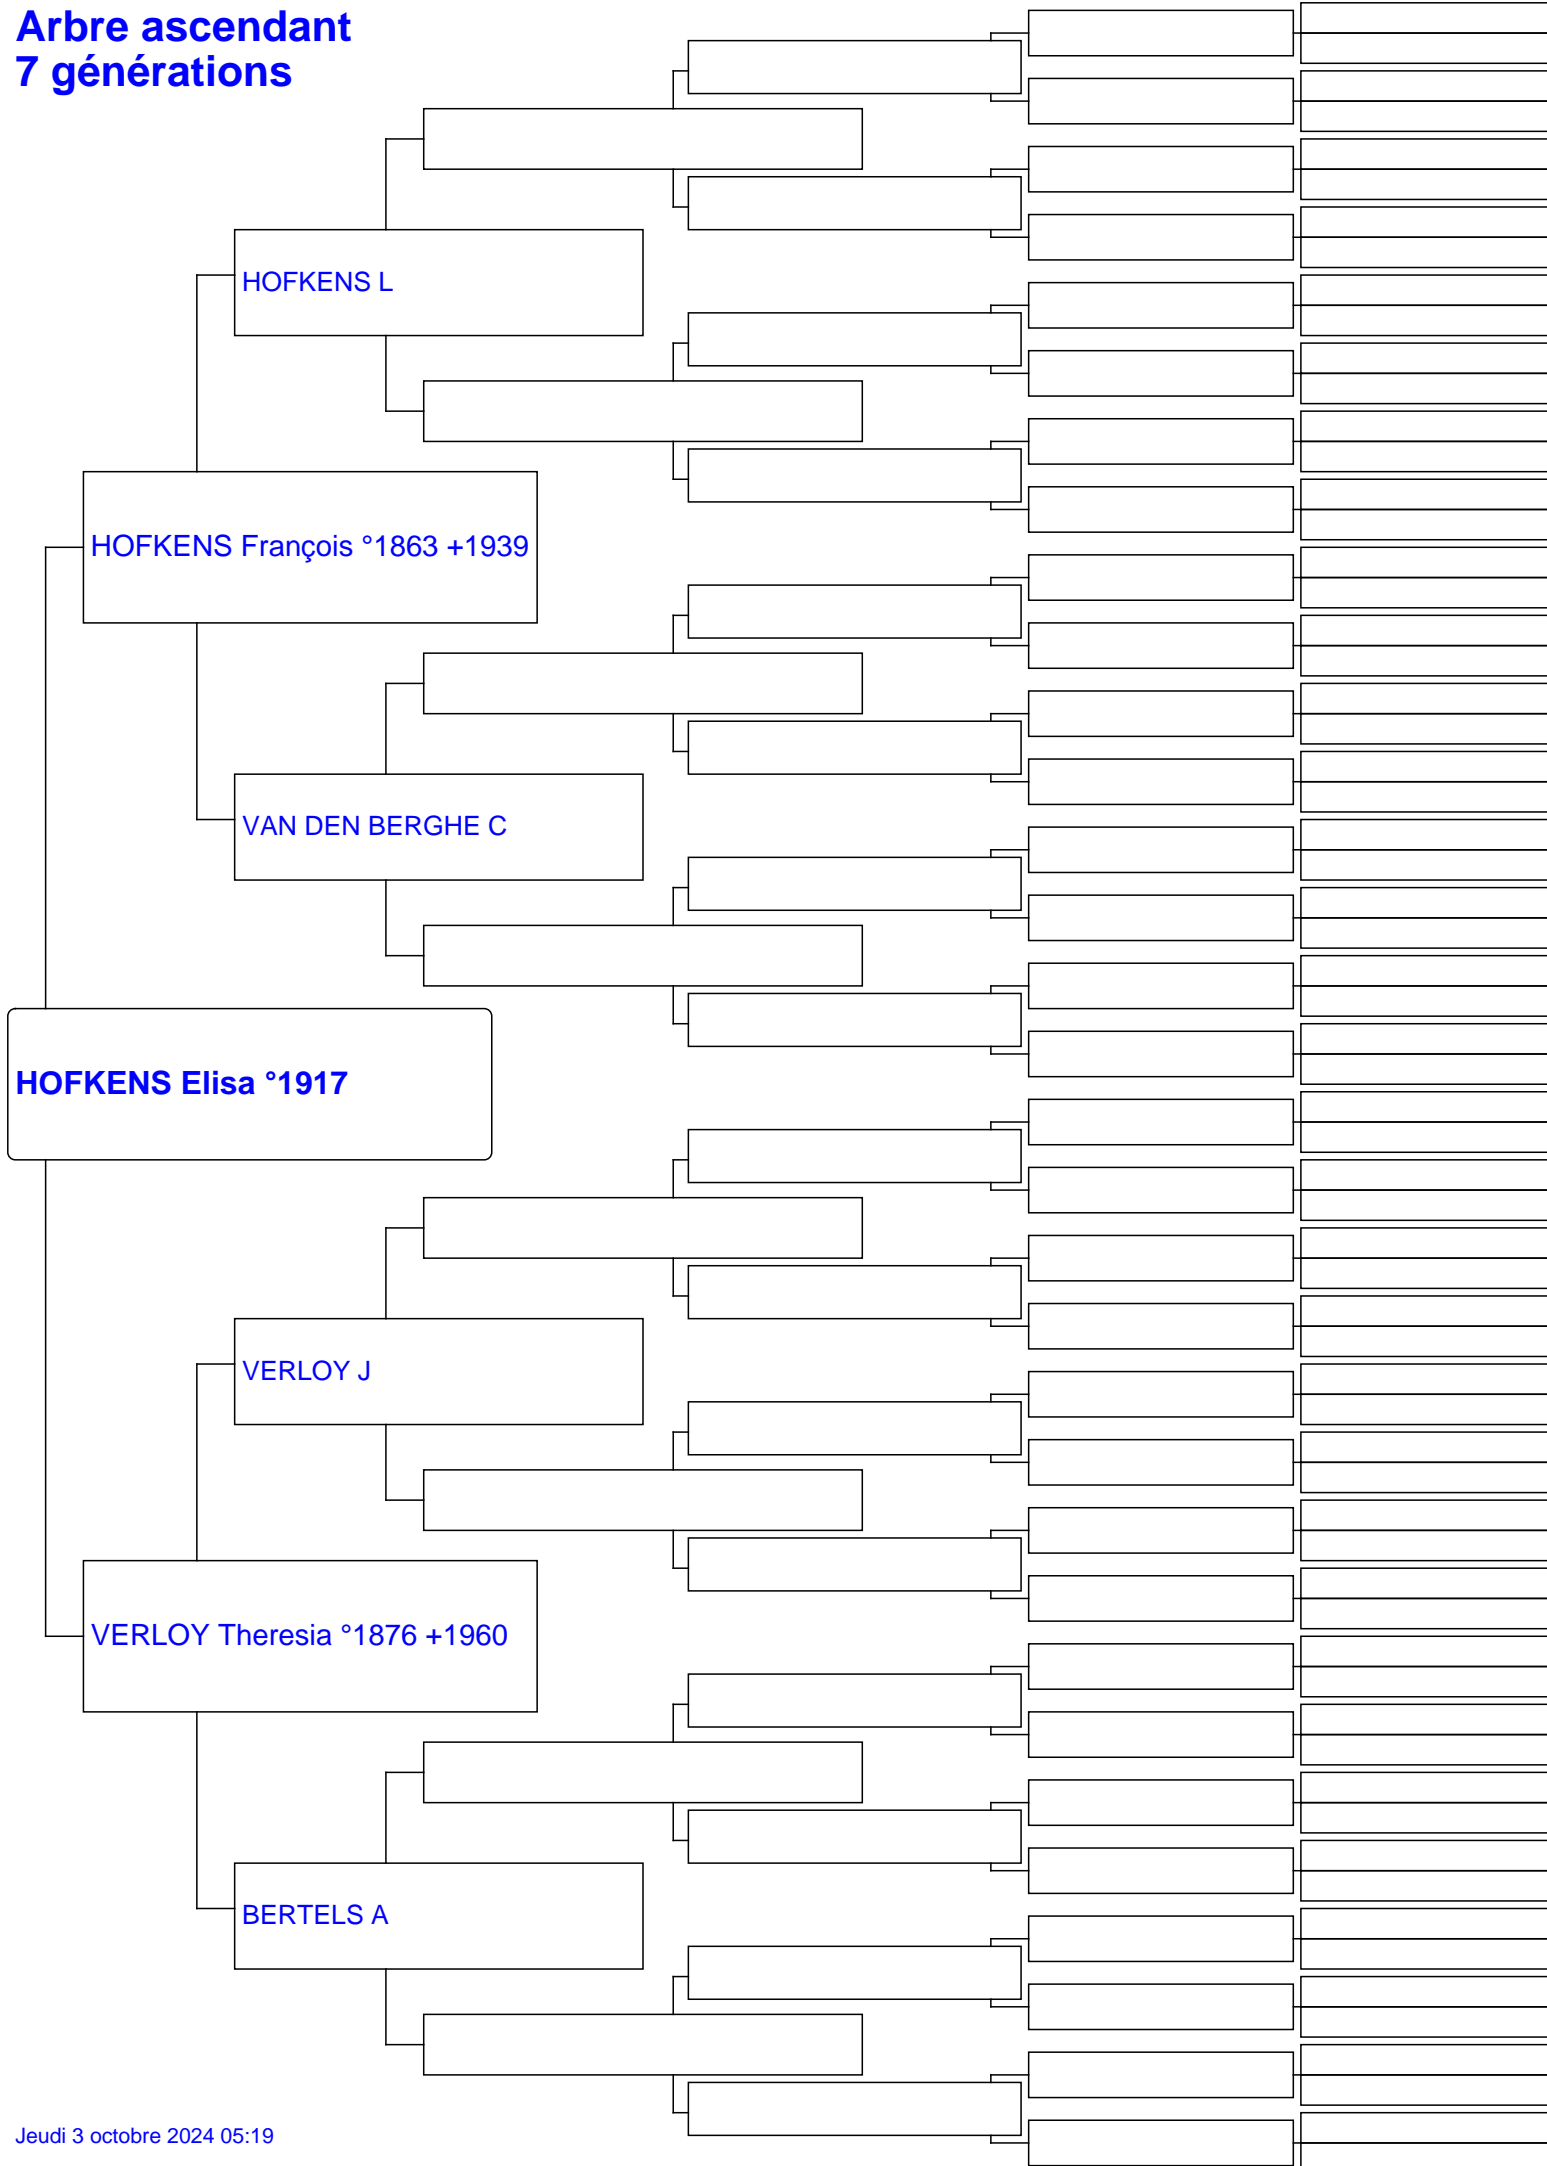 Arbre ascendant
7 générations
HOFKENS L
HOFKENS François °1863 +1939
VAN DEN BERGHE C
HOFKENS Elisa °1917
VERLOY J
VERLOY Theresia °1876 +1960
BERTELS A
Jeudi 3 octobre 2024 05:19